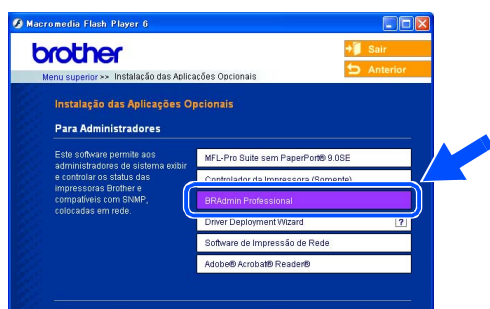 Macromedia Flash Player 6
brother
Sair
Anterior
Menu superior >> Instalação das Aplicações Opcionais
Instalação das Aplicações Opcionais
Para Administradores
Este software permite aos
administradores de sistema exibir
e controlar os status das
impressoras Brother e
compatíveis com SNMP,
colocadas em rede.
MFL-Pro Suite sem PaperPort® 9.0SE
Controlador da Impressora (Somente)
BRAdmin Professional
Driver Deployment Wizard
?
Software de Impressão de Rede
Adobe® Acrobat® Reader®